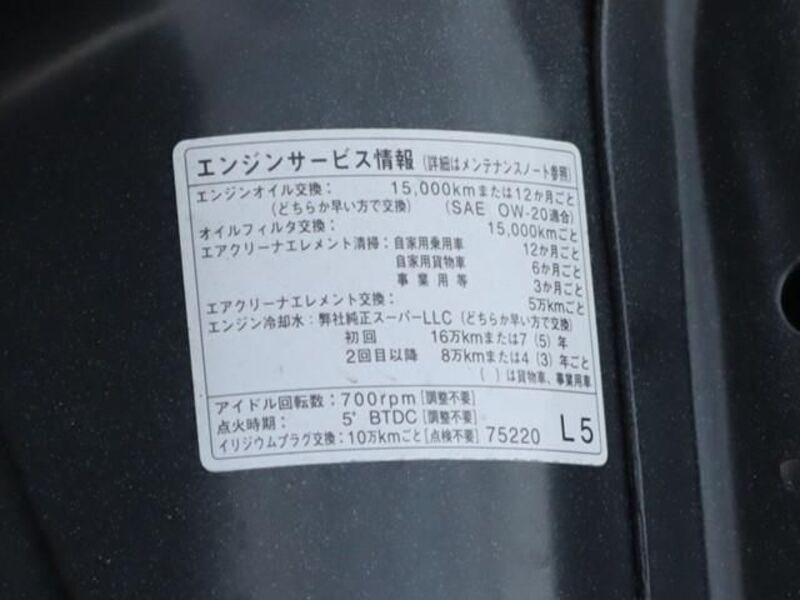 エンジンサービス情報 (詳細はメンテナンスノート参照)
エンジンオイル交換: 15,000kmまたは12か月ごと
(どちらか早い方で交換) (SAE 0W-20適合)
オイルフィルタ交換: 15,000kmごと
エアクリーナエレメント清掃: 自家用乗用車 12か月ごと
自家用貨物車 6か月ごと
事業用等 3か月ごと
エアクリーナエレメント交換: 5万kmごと
エンジン冷却水: 弊社純正スーパーLLC (どちらか早い方で交換)
初回 16万kmまたは7 (5) 年
2回目以降 8万kmまたは4 (3) 年ごと
( ) は貨物車、事業用車
アイドル回転数: 700rpm [調整不要]
点火時期: 5° BTDC [調整不要]
イリジウムプラグ交換: 10万kmごと [点検不要] 75220 L5